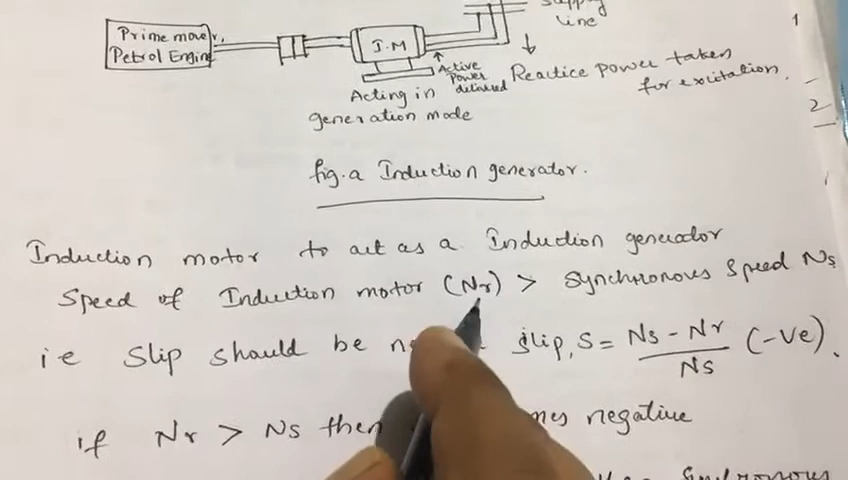 supply
line
Prime mover,
Petrol Engine
I.M
Active
Power
delivered
Reactice power taken
for excitation.
Acting in
generation mode
fig.a Induction generator.
Induction motor to act as a Induction generator
Speed of Induction motor (Nr) > Synchronous speed Ns
ie Slip should be slip, S = Ns - Nr / Ns (-ve).
if Nr > Ns then negative
1
2